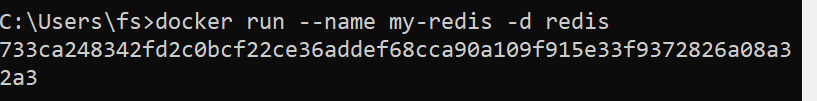 C:\Users\fs>docker run --name my-redis -d redis
733ca248342fd2c0bcf22ce36addef68cca90a109f915e33f9372826a08a3
2a3